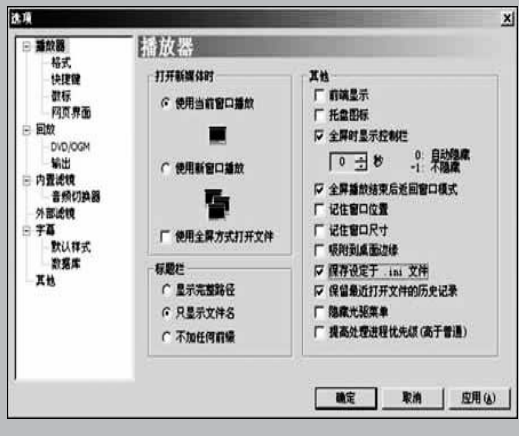 选项
播放器
格式
快捷键
徽标
网页界面
回放
DVD/OGM
输出
内置滤镜
音频切换器
外部滤镜
字幕
默认样式
数据库
其他
播放器
打开新媒体时
使用当前窗口播放
使用新窗口播放
使用全屏方式打开文件
标题栏
显示完整路径
只显示文件名
不加任何前缀
其他
前端显示
托盘图标
全屏时显示控制栏
0 秒 0: 自动隐藏
-1: 不隐藏
全屏播放结束后返回窗口模式
记住窗口位置
记住窗口尺寸
吸附到桌面边缘
保存设定于 .ini 文件
保留最近打开文件的历史记录
隐藏光驱菜单
提高处理进程优先级(高于普通)
确定 取消 应用(A)